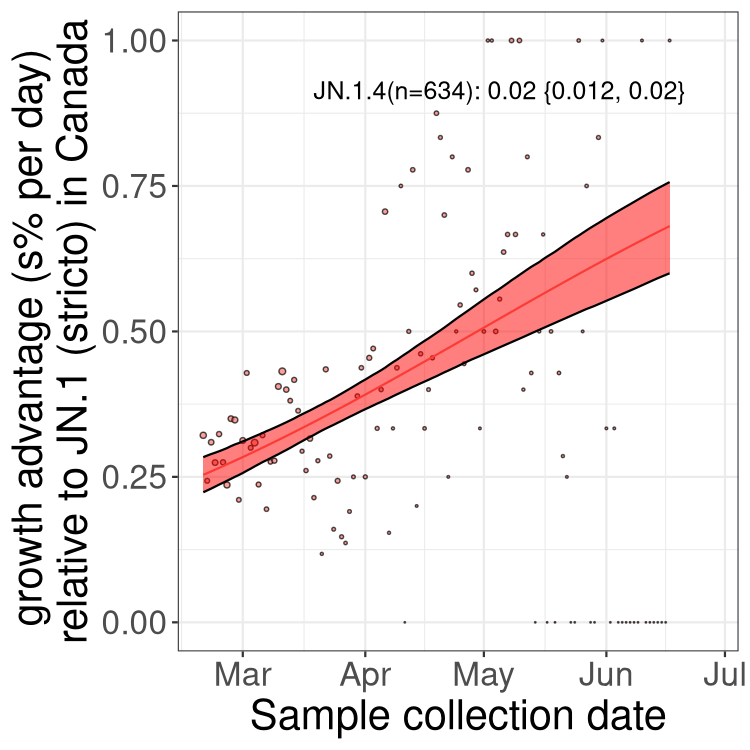 growth advantage (s% per day)
relative to JN.1 (stricto) in Canada
1.00
0.75
0.50
0.25
0.00
JN.1.4(n=634): 0.02 {0.012, 0.02}
Mar Apr May Jun Jul
Sample collection date